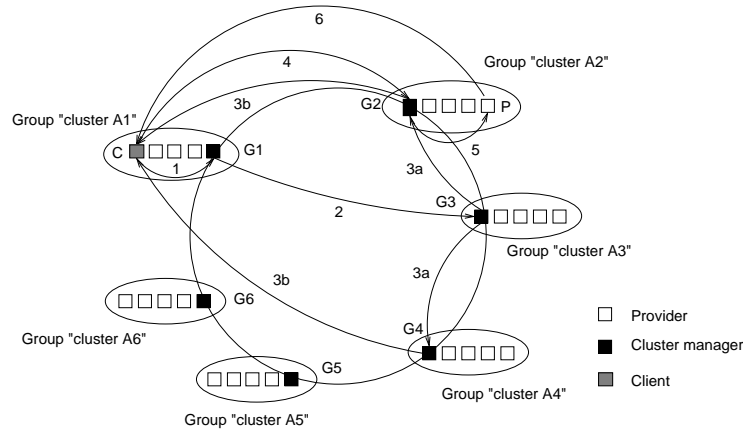 6
4
Group "cluster A2"
3b
G2
P
Group "cluster A1"
C
G1
1
5
3a
G3
2
Group "cluster A3"
3b
3a
G6
Group "cluster A6"
G4
Provider
Cluster manager
G5
Group "cluster A4"
Client
Group "cluster A5"